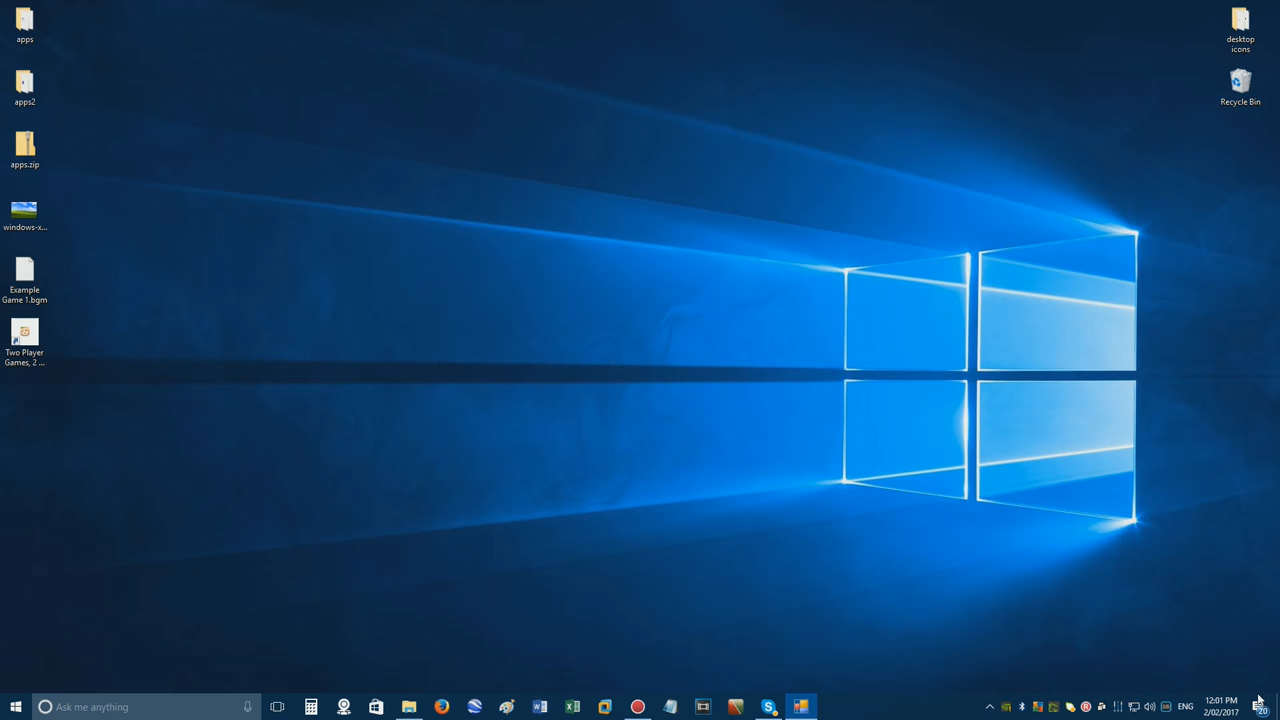 apps
apps2
apps.zip
windows-x...
Example
Game 1.bgm
Two Player
Games, 2 ...
desktop
icons
Recycle Bin
Ask me anything
ENG
12:01 PM
2/02/2017
20